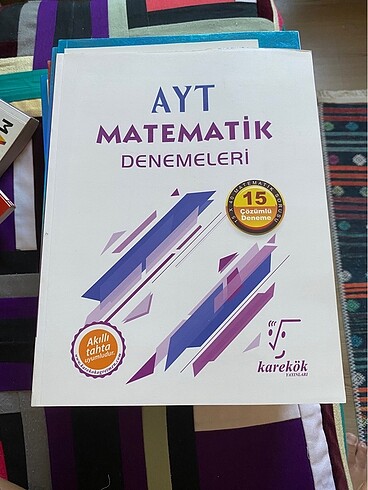 AYT
MATEMATİK
DENEMELERİ
15
Çözümlü
Deneme
Akıllı
tahta
uyumludur.
karekök
YAYINLARI